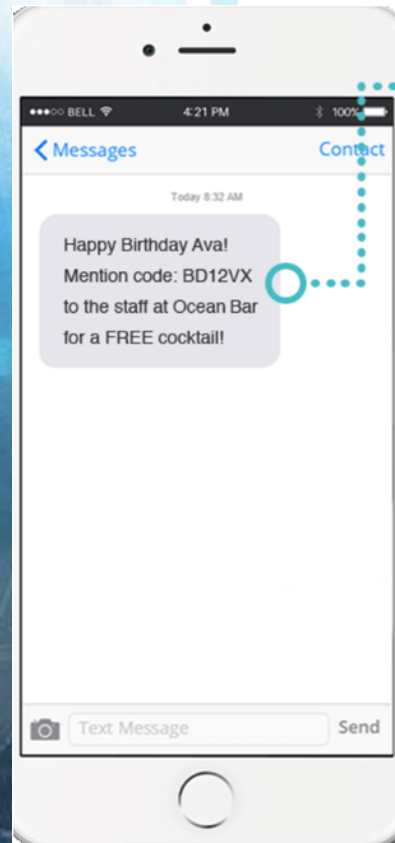 BELL 4:21 PM 100%
Messages Contact
Today 8:32 AM
Happy Birthday Ava!
Mention code: BD12VX
to the staff at Ocean Bar
for a FREE cocktail!
Text Message Send